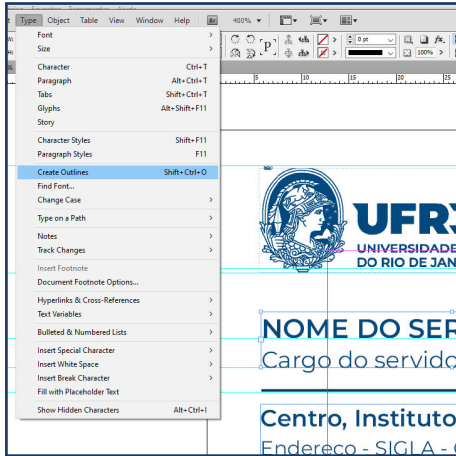 Type Object Table View Window Help Br 400%
Font
Size
Character Ctrl+T
Paragraph Alt+Ctrl+T
Tabs Shift+Ctrl+T
Glyphs Alt+Shift+F11
Story
Character Styles Shift+F11
Paragraph Styles F11
Create Outlines Shift+Ctrl+O
Find Font...
Change Case
Type on a Path
Notes
Track Changes
Insert Footnote
Document Footnote Options...
Hyperlinks & Cross-References
Text Variables
Bulleted & Numbered Lists
Insert Special Character
Insert White Space
Insert Break Character
Fill with Placeholder Text
Show Hidden Characters Alt+Ctrl+I
P 0 pt fx.
100%
5 10 15 20 25
UFRJ
UNIVERSIDADE
DO RIO DE JAN
NOME DO SER
Cargo do servido
Centro, Instituto
Endereço - SIGLA -